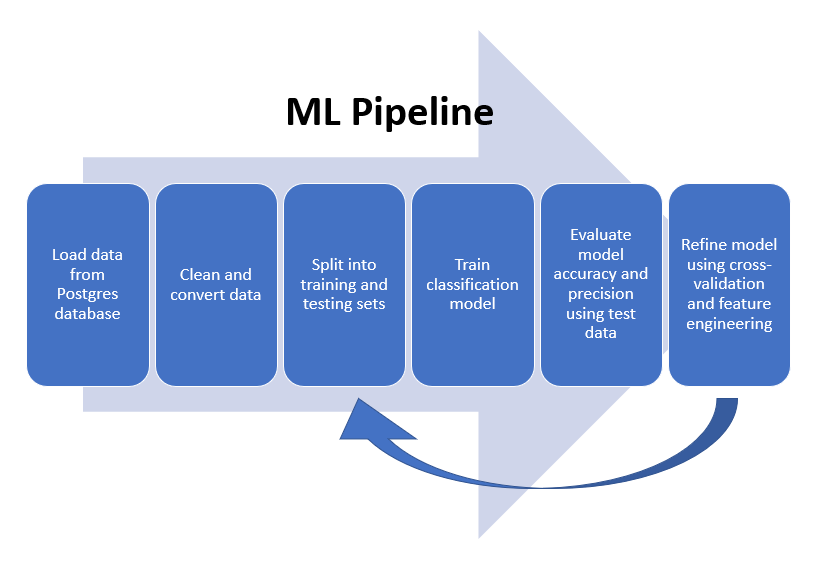 ML Pipeline
Load data
from
Postgres
database
Clean and
convert data
Split into
training and
testing sets
Train
classification
model
Evaluate
model
accuracy and
precision
using test
data
Refine model
using cross-
validation
and feature
engineering